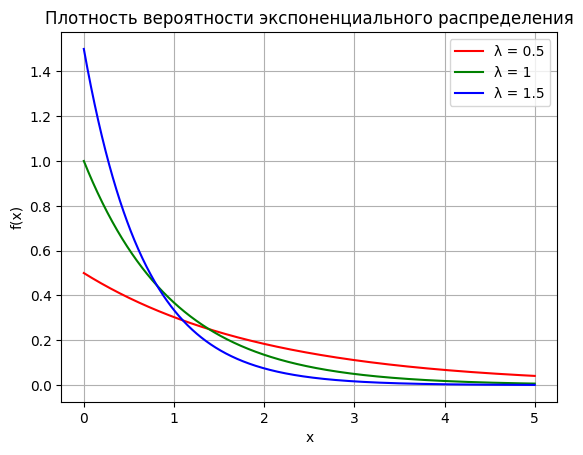 Плотность вероятности экспоненциального распределения
λ = 0.5
λ = 1
λ = 1.5
1.4
1.2
1.0
0.8
0.6
0.4
0.2
0.0
f(x)
0 1 2 3 4 5
x